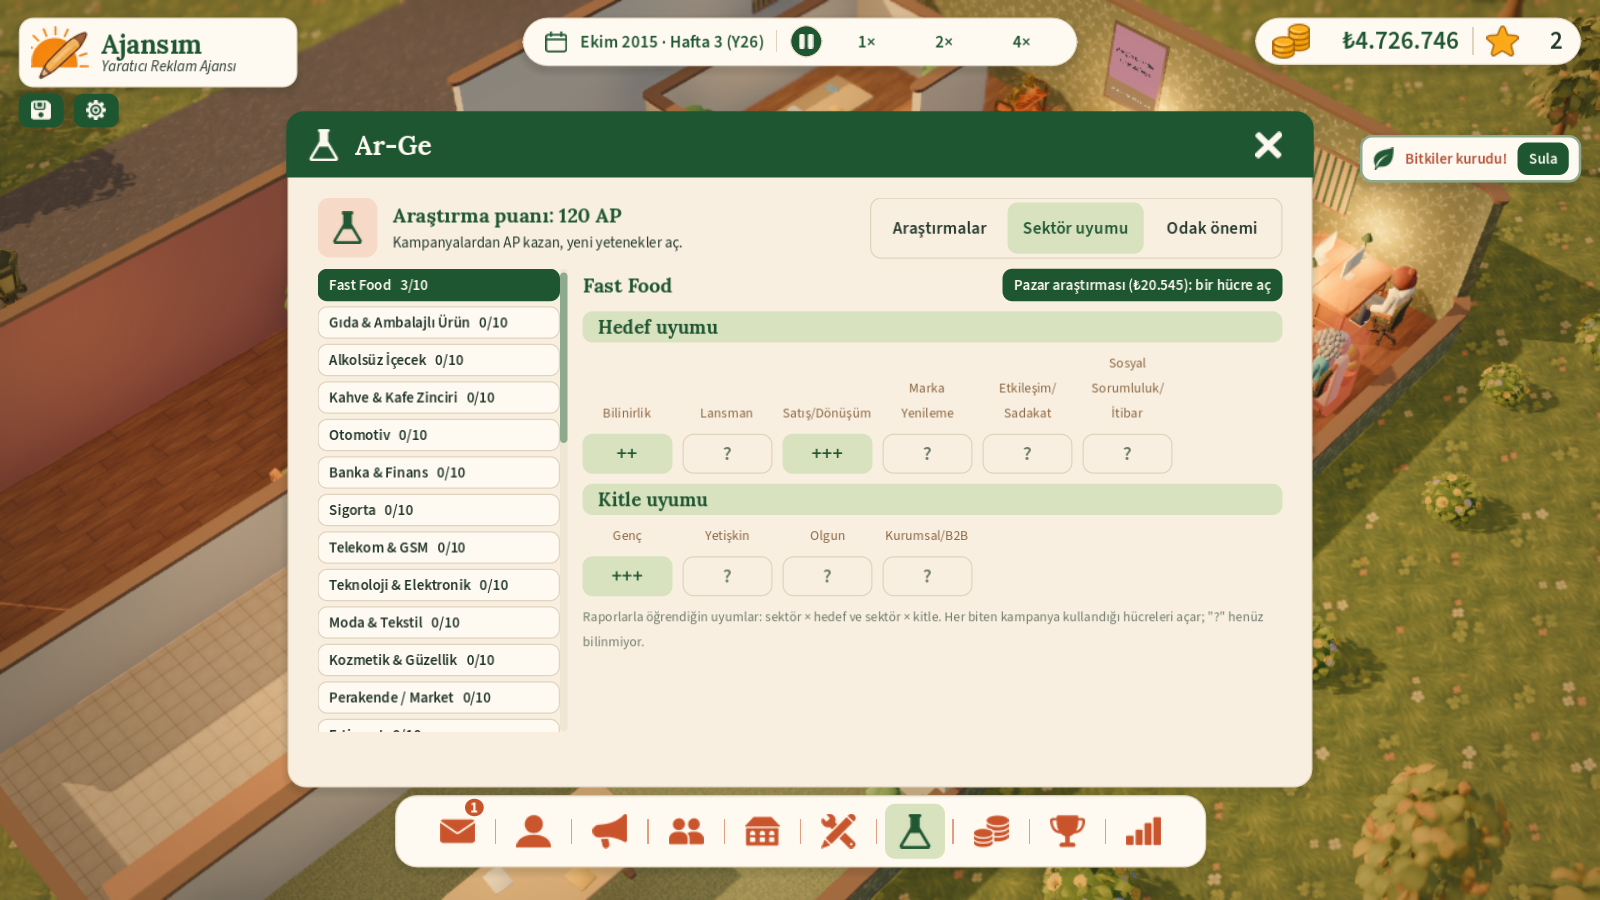 Ajansım
Yaratıcı Reklam Ajansı
Ekim 2015 · Hafta 3 (Y26)
1×
2×
4×
₺4.726.746
2
Bitkiler kurudu!
Sula
Ar-Ge
Araştırma puanı: 120 AP
Kampanyalardan AP kazan, yeni yetenekler aç.
Araştırmalar
Sektör uyumu
Odak önemi
Fast Food 3/10
Gıda & Ambalajlı Ürün 0/10
Alkolsüz İçecek 0/10
Kahve & Kafe Zinciri 0/10
Otomotiv 0/10
Banka & Finans 0/10
Sigorta 0/10
Telekom & GSM 0/10
Teknoloji & Elektronik 0/10
Moda & Tekstil 0/10
Kozmetik & Güzellik 0/10
Perakende / Market 0/10
Fast Food
Pazar araştırması (₺20.545): bir hücre aç
Hedef uyumu
Bilinirlik
Lansman
Satış/Dönüşüm
Marka
Yenileme
Etkileşim/
Sadakat
Sosyal
Sorumluluk/
İtibar
++
?
+++
?
?
?
Kitle uyumu
Genç
Yetişkin
Olgun
Kurumsal/B2B
+++
?
?
?
Raporlarla öğrendiğin uyumlar: sektör × hedef ve sektör × kitle. Her biten kampanya kullandığı hücreleri açar; "?" henüz
bilinmiyor.
1